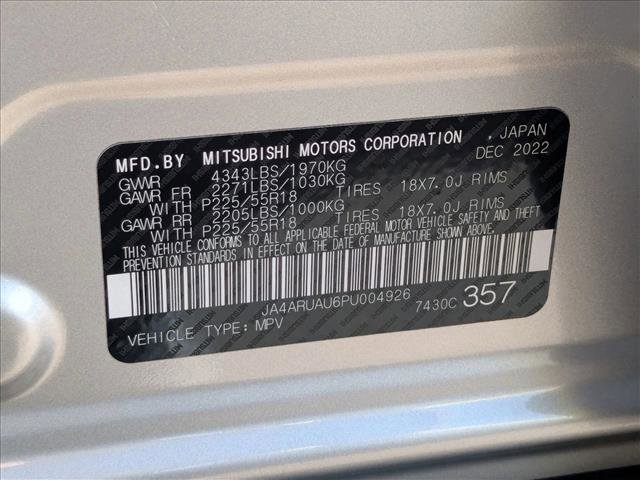 MFD.BY MITSUBISHI MOTORS CORPORATION , JAPAN
GWVR 4343LBS/1970KG DEC 2022
GAWR FR 2271LBS/1030KG
WITH P225/55R18 TIRES 18X7.0J RIMS
GAWR RR 2205LBS/1000KG
WITH P225/55R18 TIRES 18X7.0J RIMS
THIS VEHICLE CONFORMS TO ALL APPLICABLE FEDERAL MOTOR VEHICLE SAFETY AND THEFT
PREVENTION STANDARDS IN EFFECT ON THE DATE OF MANUFACTURE SHOWN ABOVE.
JA4ARUAU6PU004926 7430C 357
VEHICLE TYPE: MPV